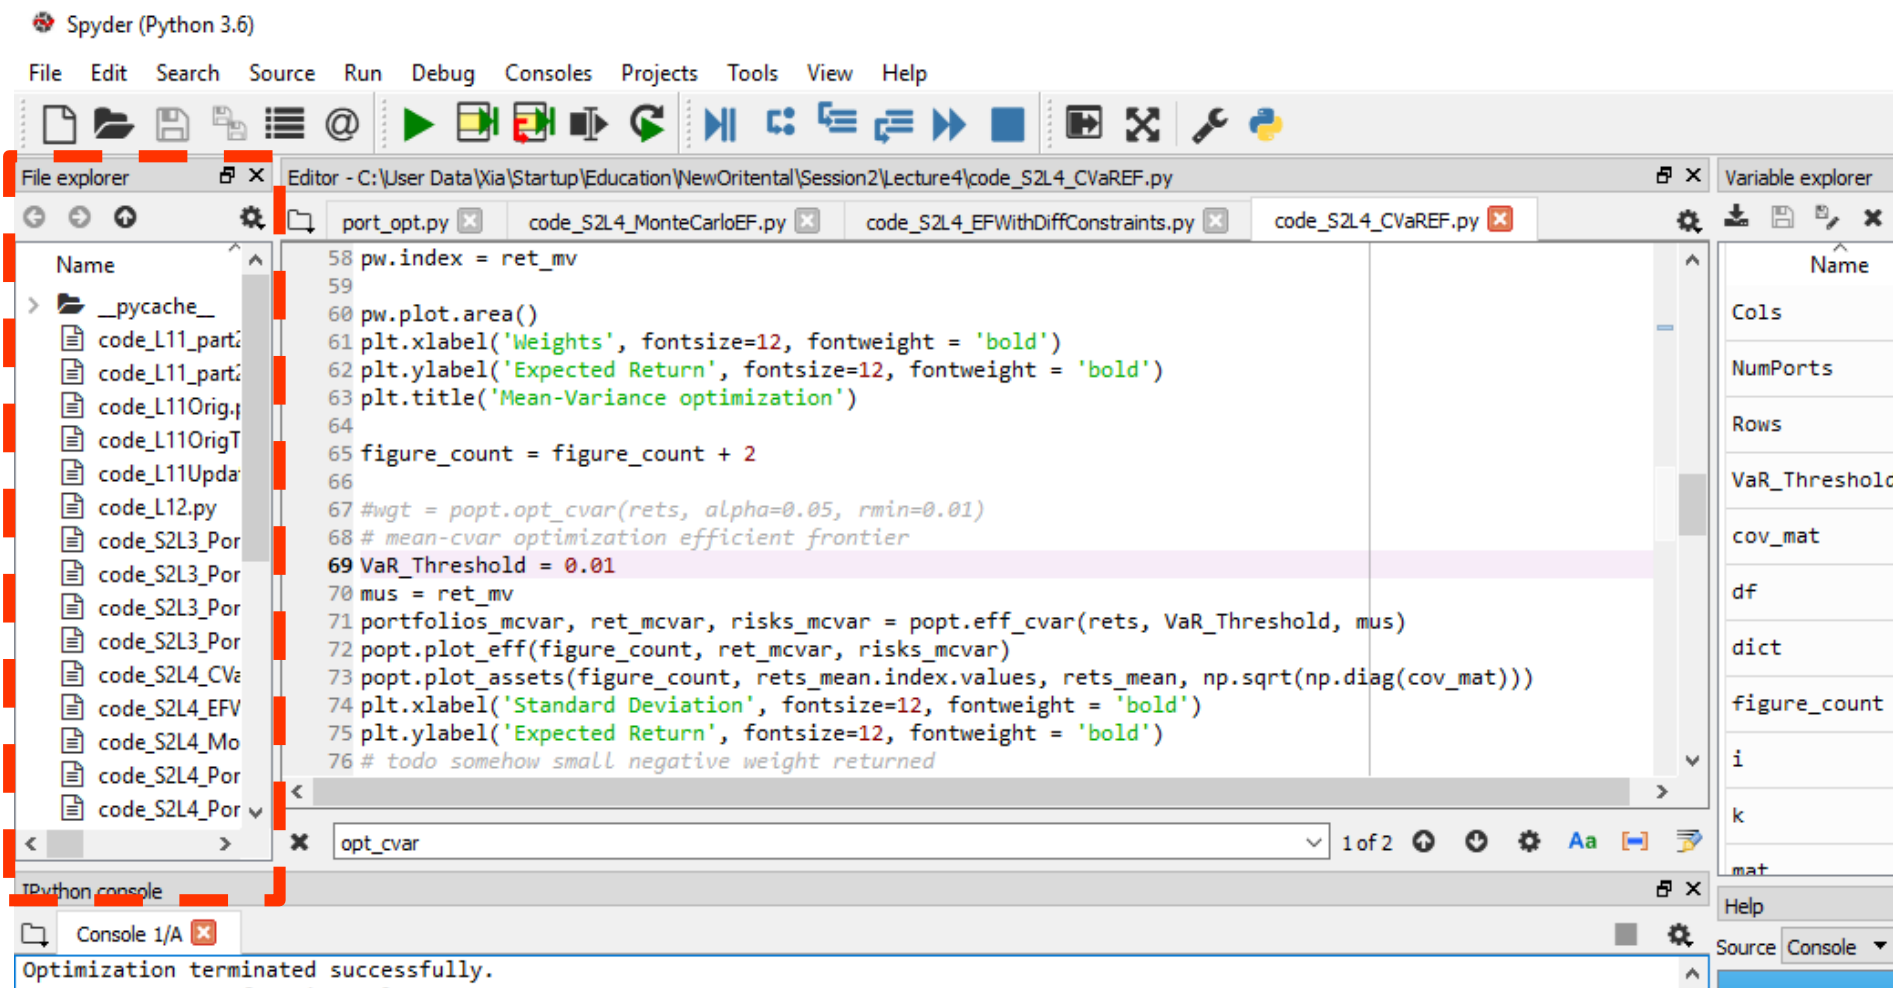 Spyder (Python 3.6)
File Edit Search Source Run Debug Consoles Projects Tools View Help
File explorer
Name
__pycache__
code_L11_part2
code_L11_part2
code_L11Orig.p
code_L11OrigT
code_L11Updat
code_L12.py
code_S2L3_Por
code_S2L3_Por
code_S2L3_Por
code_S2L3_Por
code_S2L4_CVa
code_S2L4_EFV
code_S2L4_Mo
code_S2L4_Por
code_S2L4_Por
Editor - C:\User Data\Xia\Startup\Education\NewOritental\Session2\Lecture4\code_S2L4_CVaREF.py
port_opt.py code_S2L4_MonteCarloEF.py code_S2L4_EFWithDiffConstraints.py code_S2L4_CVaREF.py
58 pw.index = ret_mv
59
60 pw.plot.area()
61 plt.xlabel('Weights', fontsize=12, fontweight = 'bold')
62 plt.ylabel('Expected Return', fontsize=12, fontweight = 'bold')
63 plt.title('Mean-Variance optimization')
64
65 figure_count = figure_count + 2
66
67 #wgt = popt.opt_cvar(rets, alpha=0.05, rmin=0.01)
68 # mean-cvar optimization efficient frontier
69 VaR_Threshold = 0.01
70 mus = ret_mv
71 portfolios_mcvar, ret_mcvar, risks_mcvar = popt.eff_cvar(rets, VaR_Threshold, mus)
72 popt.plot_eff(figure_count, ret_mcvar, risks_mcvar)
73 popt.plot_assets(figure_count, rets_mean.index.values, rets_mean, np.sqrt(np.diag(cov_mat)))
74 plt.xlabel('Standard Deviation', fontsize=12, fontweight = 'bold')
75 plt.ylabel('Expected Return', fontsize=12, fontweight = 'bold')
76 # todo somehow small negative weight returned
opt_cvar 1 of 2 Aa
Variable explorer
Name
Cols
NumPorts
Rows
VaR_Threshold
cov_mat
df
dict
figure_count
i
k
mat
IPython console
Console 1/A
Optimization terminated successfully.
Help
Source Console